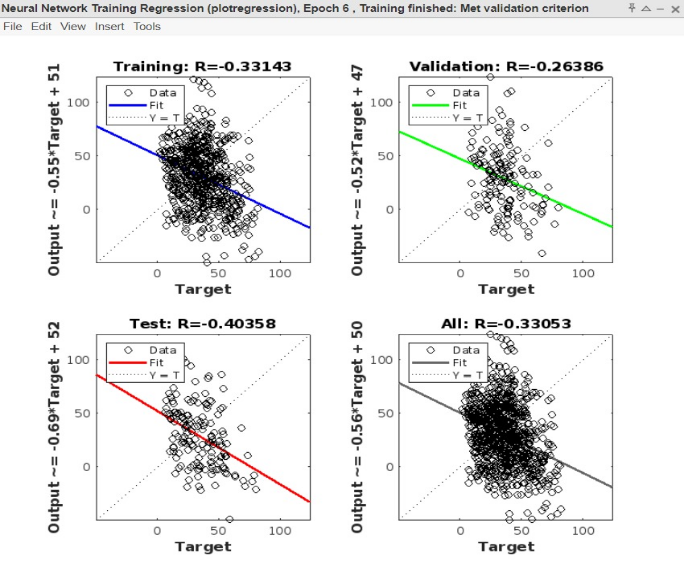 Neural Network Training Regression (plotregression), Epoch 6 , Training finished: Met validation criterion
File Edit View Insert Tools
Training: R=-0.33143
Output ~= -0.55*Target + 51
Data
Fit
Y = T
100
50
0
0 50 100
Target
Validation: R=-0.26386
Output ~= -0.52*Target + 47
Data
Fit
Y = T
100
50
0
0 50 100
Target
Test: R=-0.40358
Output ~= -0.69*Target + 52
Data
Fit
Y = T
100
50
0
0 50 100
Target
All: R=-0.33053
Output ~= -0.56*Target + 50
Data
Fit
Y = T
100
50
0
0 50 100
Target